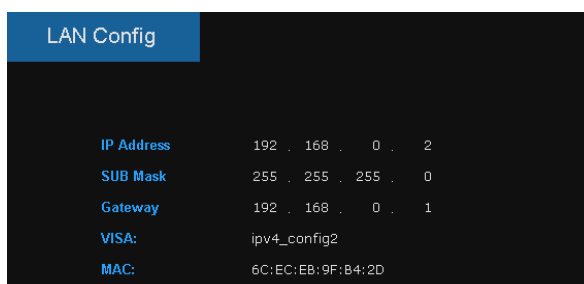 LAN Config
IP Address 192 . 168 . 0 . 2
SUB Mask 255 . 255 . 255 . 0
Gateway 192 . 168 . 0 . 1
VISA: ipv4_config2
MAC: 6C:EC:EB:9F:B4:2D